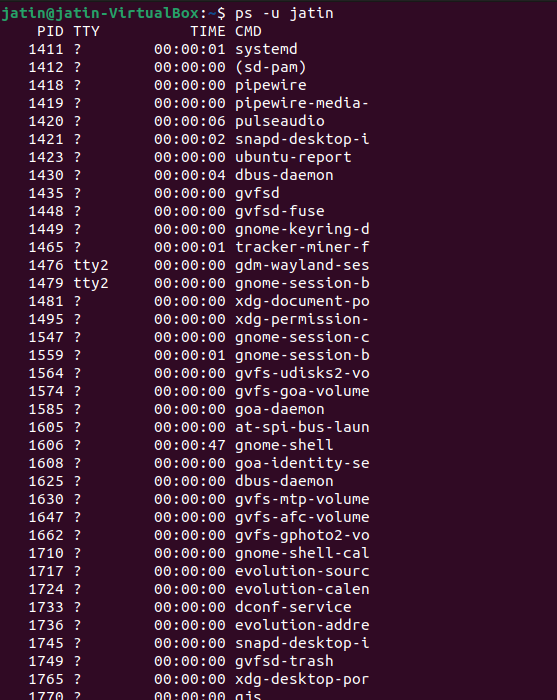 jatin@jatin-VirtualBox:~$ ps -u jatin
PID TTY TIME CMD
1411 ? 00:00:01 systemd
1412 ? 00:00:00 (sd-pam)
1418 ? 00:00:00 pipewire
1419 ? 00:00:00 pipewire-media-
1420 ? 00:00:06 pulseaudio
1421 ? 00:00:02 snapd-desktop-i
1423 ? 00:00:00 ubuntu-report
1430 ? 00:00:04 dbus-daemon
1435 ? 00:00:00 gvfsd
1448 ? 00:00:00 gvfsd-fuse
1449 ? 00:00:00 gnome-keyring-d
1465 ? 00:00:01 tracker-miner-f
1476 tty2 00:00:00 gdm-wayland-ses
1479 tty2 00:00:00 gnome-session-b
1481 ? 00:00:00 xdg-document-po
1495 ? 00:00:00 xdg-permission-
1547 ? 00:00:00 gnome-session-c
1559 ? 00:00:01 gnome-session-b
1564 ? 00:00:00 gvfs-udisks2-vo
1574 ? 00:00:00 gvfs-goa-volume
1585 ? 00:00:00 goa-daemon
1605 ? 00:00:00 at-spi-bus-laun
1606 ? 00:00:47 gnome-shell
1608 ? 00:00:00 goa-identity-se
1625 ? 00:00:00 dbus-daemon
1630 ? 00:00:00 gvfs-mtp-volume
1647 ? 00:00:00 gvfs-afc-volume
1662 ? 00:00:00 gvfs-gphoto2-vo
1710 ? 00:00:00 gnome-shell-cal
1717 ? 00:00:00 evolution-sourc
1724 ? 00:00:00 evolution-calen
1733 ? 00:00:00 dconf-service
1736 ? 00:00:00 evolution-addre
1745 ? 00:00:00 snapd-desktop-i
1749 ? 00:00:00 gvfsd-trash
1765 ? 00:00:00 xdg-desktop-por
1770 ? 00:00:00 gjs